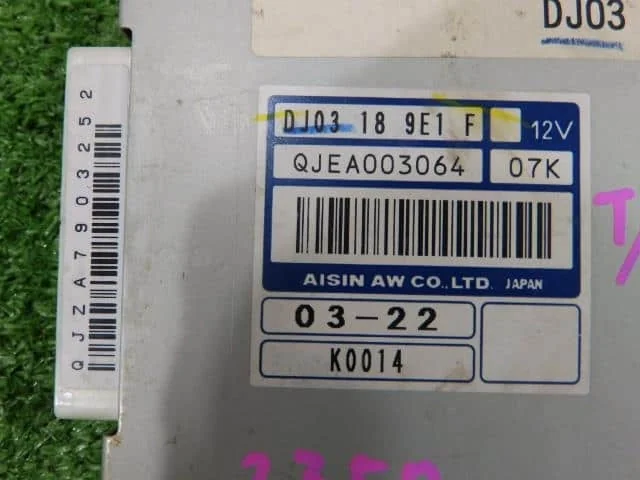 DJ03
DJ03 18 9E1 F 12V
QJEA003064 07K
AISIN AW CO.,LTD. JAPAN
03-22
K0014
QJZA7903252
T/